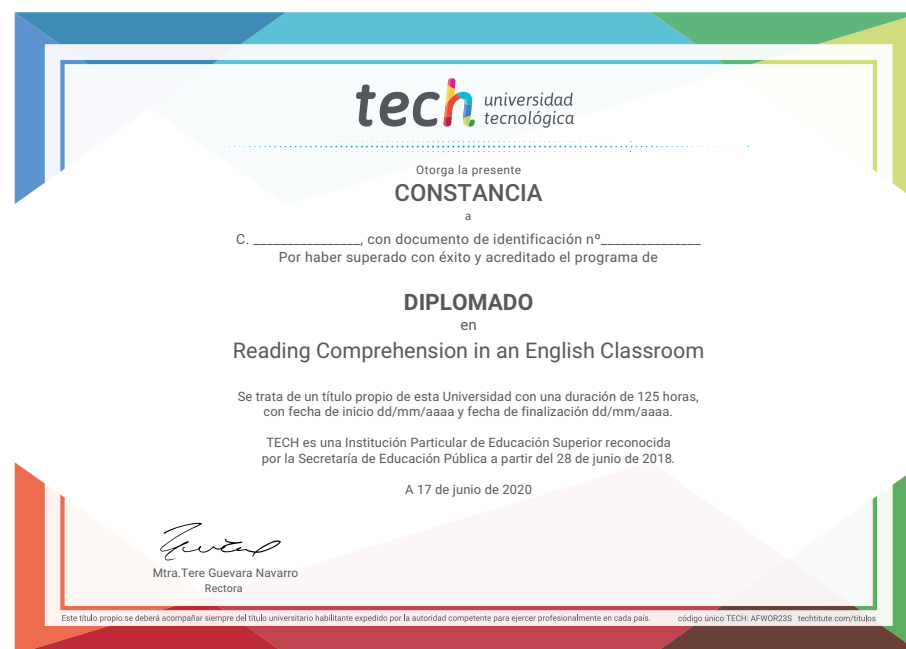 tech universidad
tecnológica
Otorga la presente
CONSTANCIA
a
C. ________________, con documento de identificación nº_______________
Por haber superado con éxito y acreditado el programa de
DIPLOMADO
en
Reading Comprehension in an English Classroom
Se trata de un título propio de esta Universidad con una duración de 125 horas,
con fecha de inicio dd/mm/aaaa y fecha de finalización dd/mm/aaaa.
TECH es una Institución Particular de Educación Superior reconocida
por la Secretaría de Educación Pública a partir del 28 de junio de 2018.
A 17 de junio de 2020
Mtra.Tere Guevara Navarro
Rectora
Este título propio se deberá acompañar siempre del título universitario habilitante expedido por la autoridad competente para ejercer profesionalmente en cada país. código único TECH: AFWOR23S techtitute.com/titulos